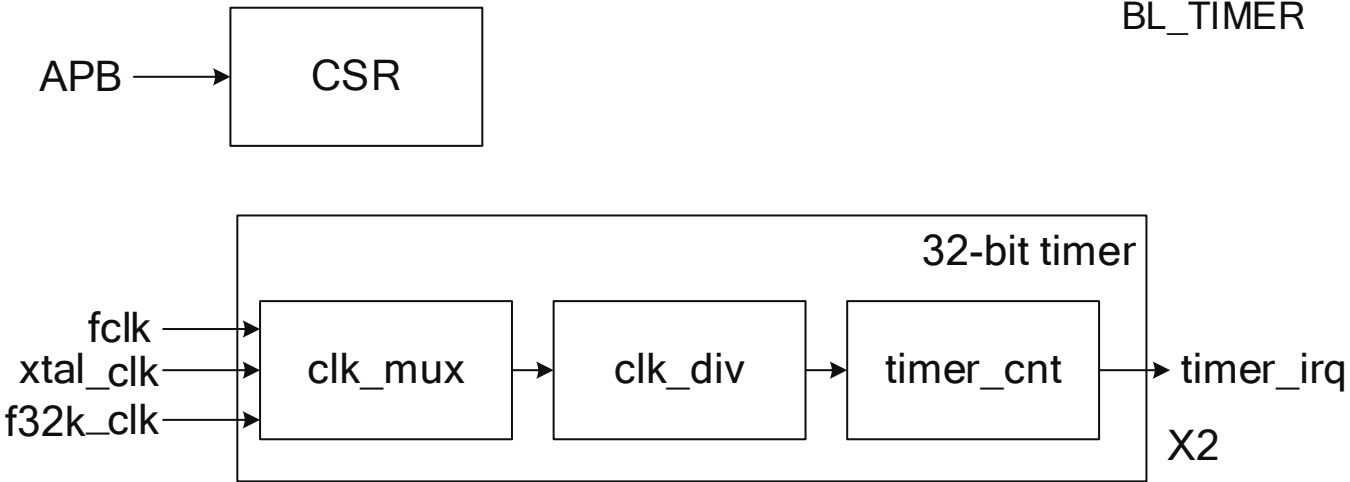 BL_TIMER
APB
CSR
32-bit timer
fclk
xtal_clk
f32k_clk
clk_mux
clk_div
timer_cnt
timer_irq
X2